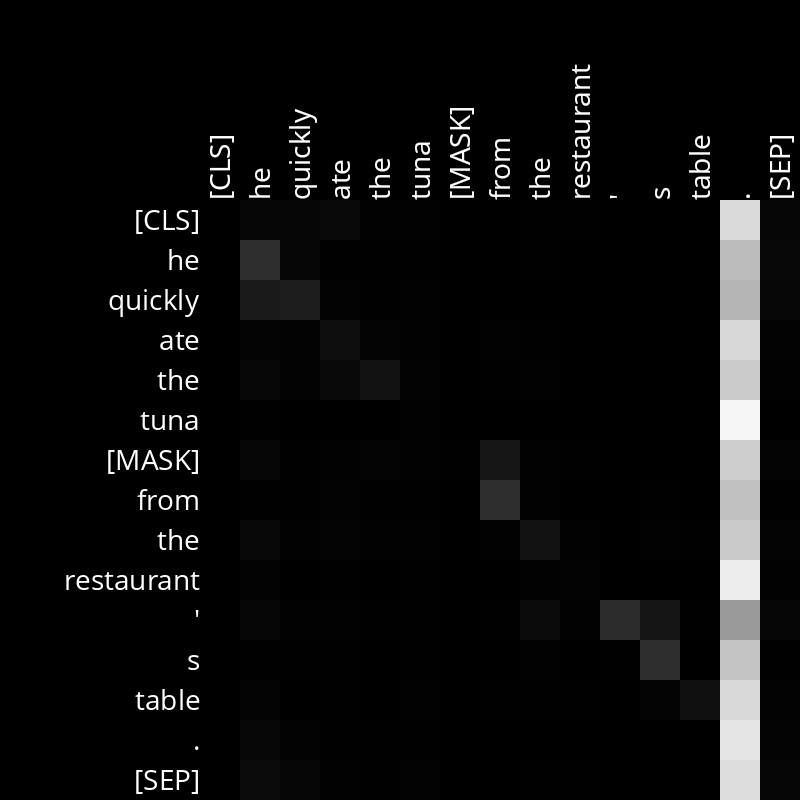 [CLS]
he
quickly
ate
the
tuna
[MASK]
from
the
restaurant
'
s
table
.
[SEP]
[CLS]
he
quickly
ate
the
tuna
[MASK]
from
the
restaurant
'
s
table
.
[SEP]